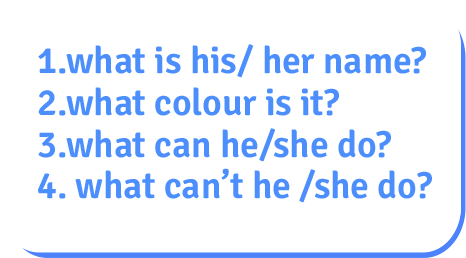 1.what is his/ her name?
2.what colour is it?
3.what can he/she do?
4. what can’t he /she do?